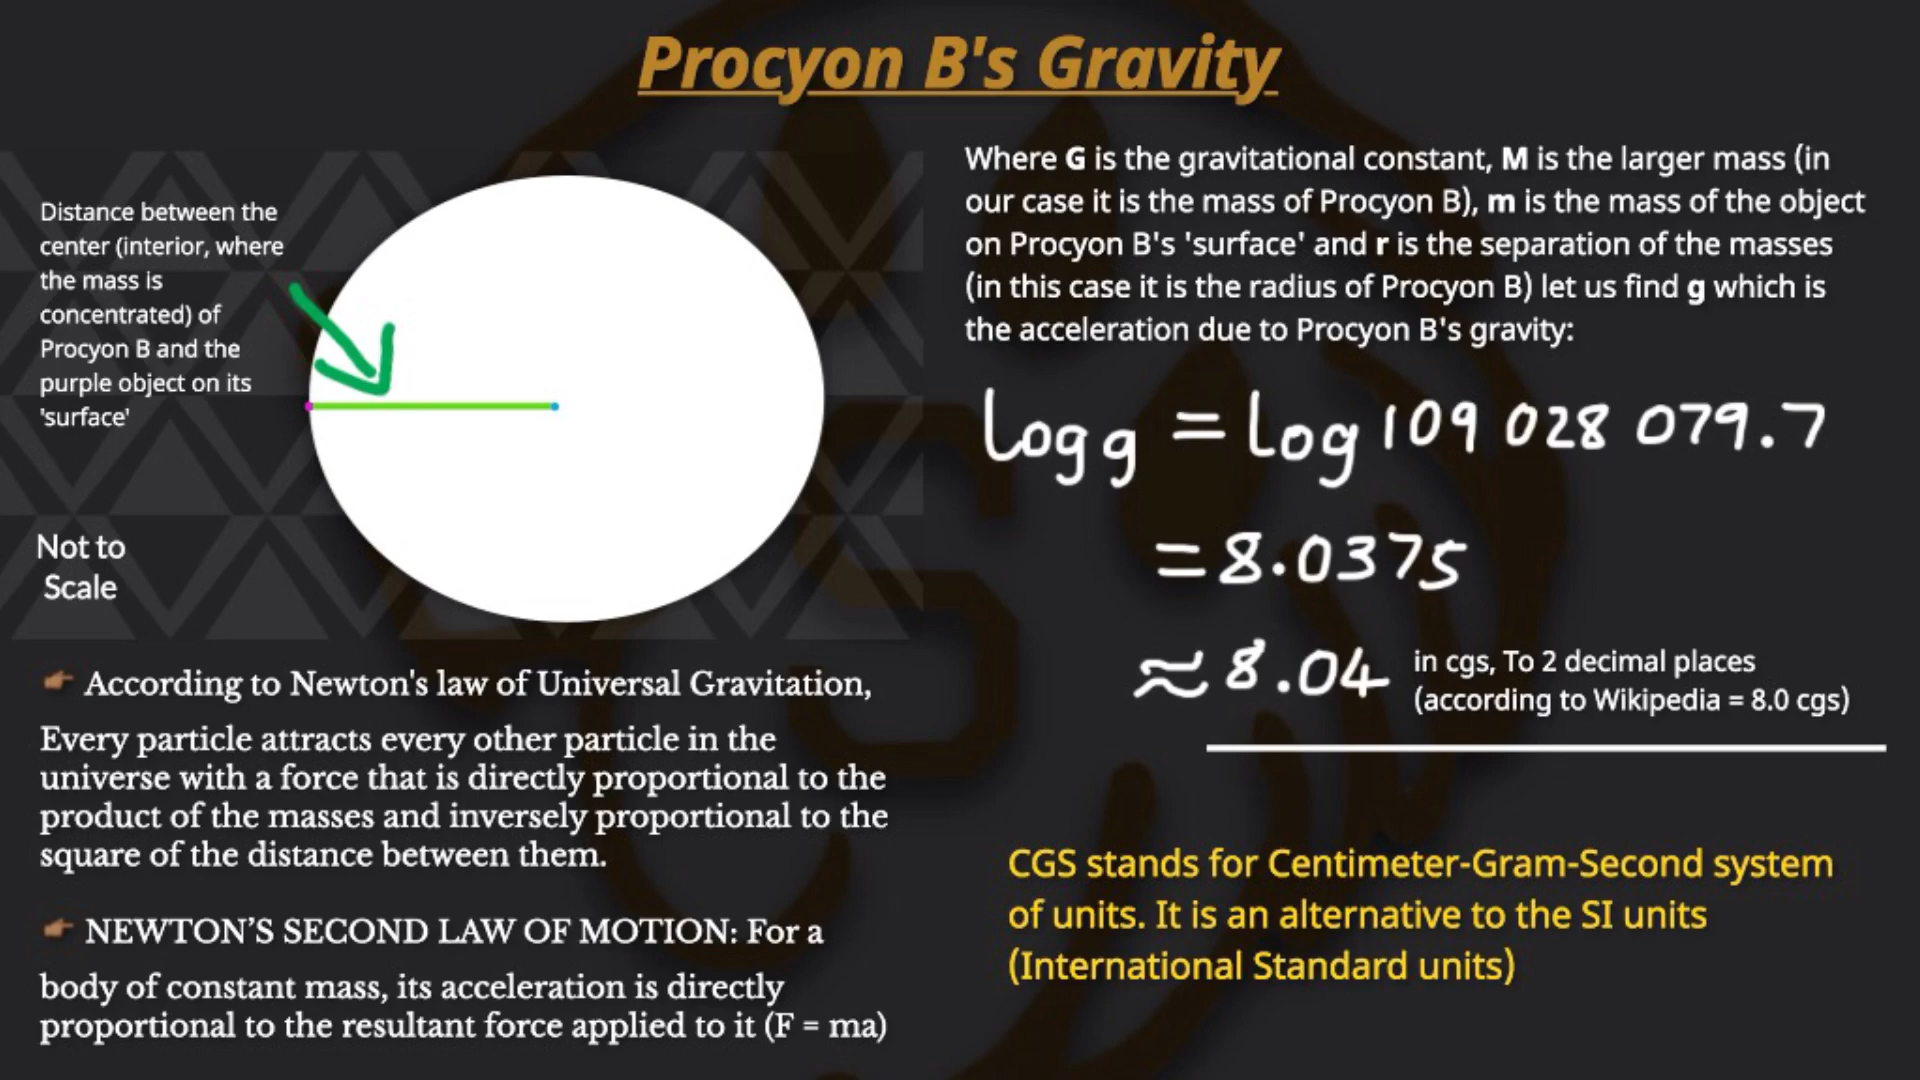 Procyon B's Gravity
Distance between the
center (interior, where
the mass is
concentrated) of
Procyon B and the
purple object on its
'surface'
Not to
Scale
According to Newton's law of Universal Gravitation,
Every particle attracts every other particle in the
universe with a force that is directly proportional to the
product of the masses and inversely proportional to the
square of the distance between them.
NEWTON’S SECOND LAW OF MOTION: For a
body of constant mass, its acceleration is directly
proportional to the resultant force applied to it (F = ma)
Where G is the gravitational constant, M is the larger mass (in
our case it is the mass of Procyon B), m is the mass of the object
on Procyon B's 'surface' and r is the separation of the masses
(in this case it is the radius of Procyon B) let us find g which is
the acceleration due to Procyon B's gravity:
log g = log 109 028 079.7
= 8.0375
≈ 8.04 in cgs, To 2 decimal places
(according to Wikipedia = 8.0 cgs)
CGS stands for Centimeter-Gram-Second system
of units. It is an alternative to the SI units
(International Standard units)